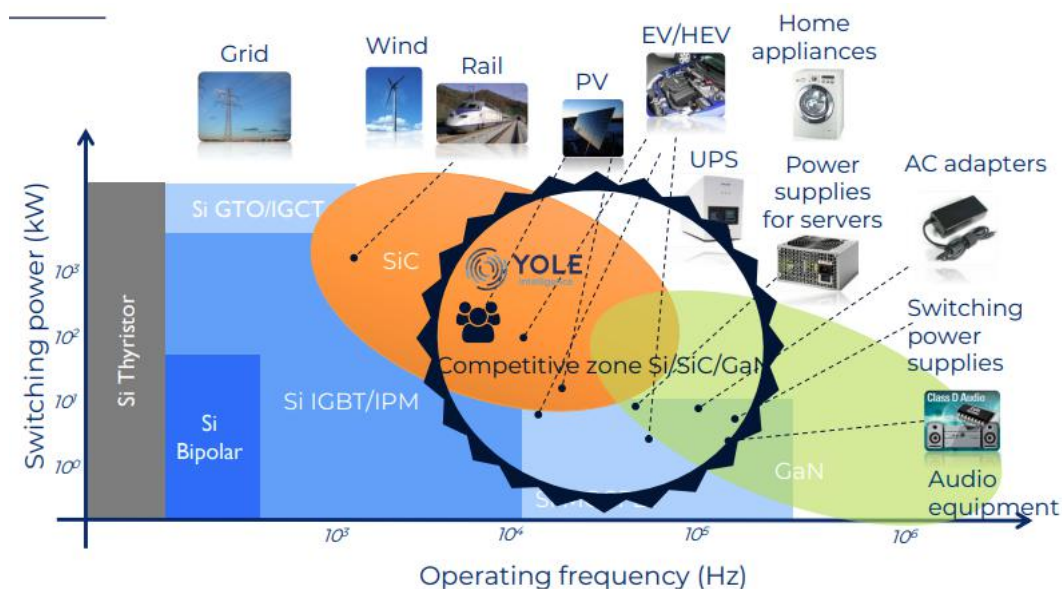 Grid
Wind
Rail
PV
EV/HEV
Home
appliances
UPS
Power
supplies
for servers
AC adapters
Switching
power
supplies
Class D Audio
Audio
equipment
Switching power (kW)
10³
10²
10¹
10⁰
Si Thyristor
Si GTO/IGCT
SiC
YOLE
Intelligence
Competitive zone Si/SiC/GaN
Si IGBT/IPM
Si
Bipolar
GaN
10³
10⁴
10⁵
10⁶
Operating frequency (Hz)